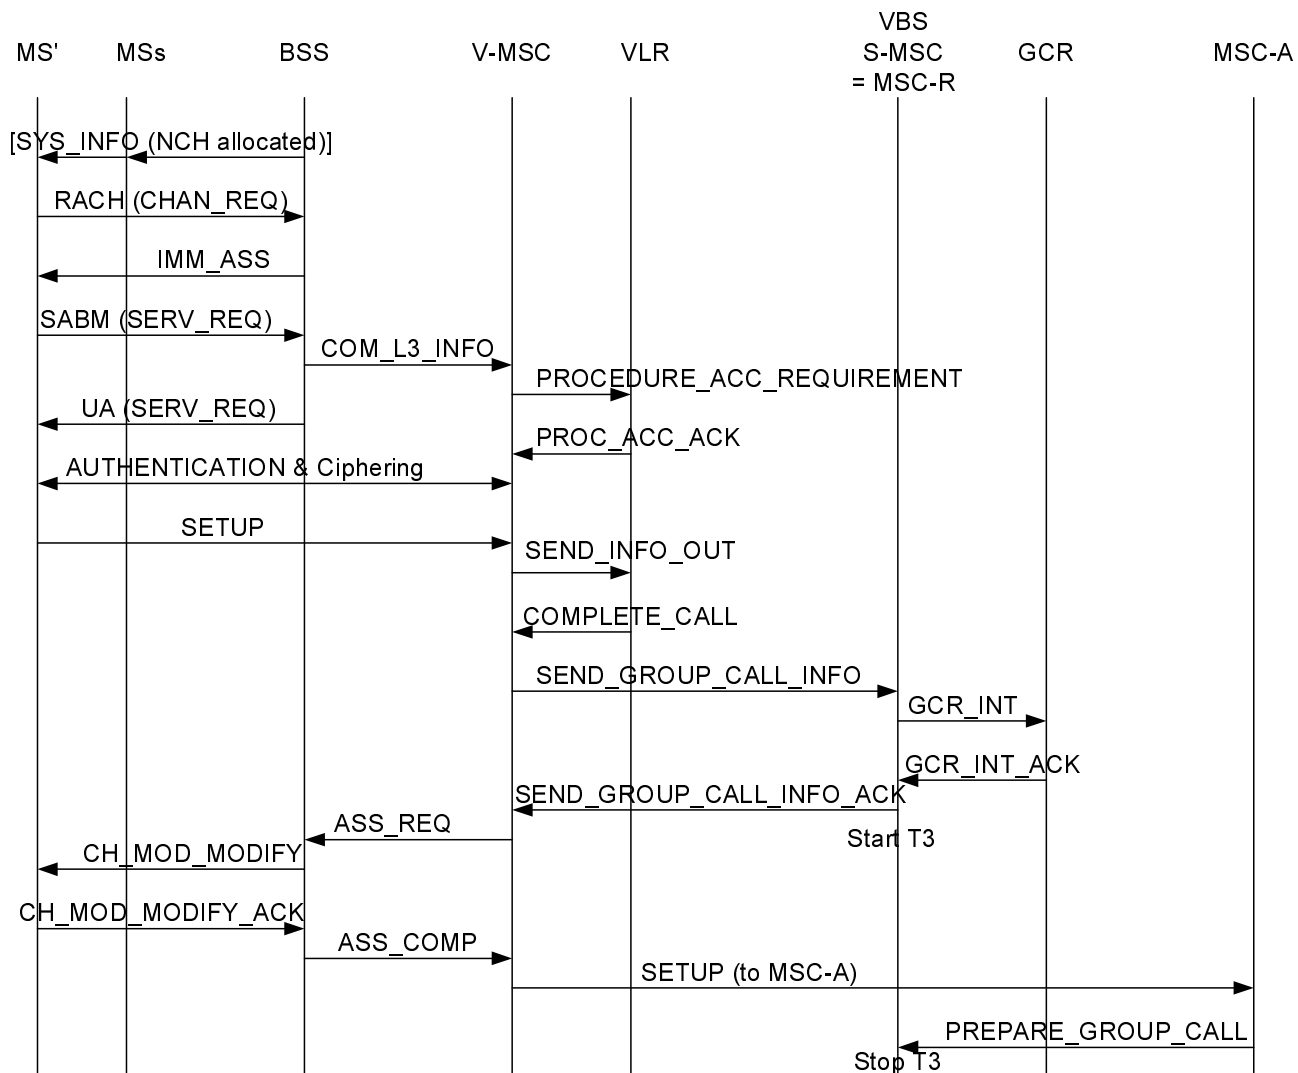 VBS
MS' MSs BSS V-MSC VLR S-MSC GCR MSC-A
= MSC-R
[SYS_INFO (NCH allocated)]
RACH (CHAN_REQ)
IMM_ASS
SABM (SERV_REQ)
COM_L3_INFO
PROCEDURE_ACC_REQUIREMENT
UA (SERV_REQ)
PROC_ACC_ACK
AUTHENTICATION & Ciphering
SETUP
SEND_INFO_OUT
COMPLETE_CALL
SEND_GROUP_CALL_INFO
GCR_INT
GCR_INT_ACK
SEND_GROUP_CALL_INFO_ACK
ASS_REQ
Start T3
CH_MOD_MODIFY
CH_MOD_MODIFY_ACK
ASS_COMP
SETUP (to MSC-A)
PREPARE_GROUP_CALL
Stop T3